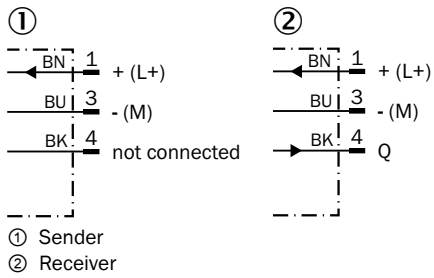 ① ②
BN 1 + (L+) BN 1 + (L+)
BU 3 - (M) BU 3 - (M)
BK 4 not connected BK 4 Q
① Sender
② Receiver